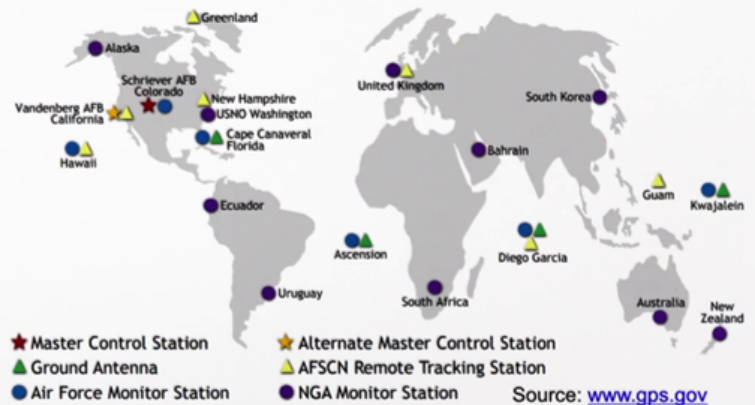 Greenland
Alaska
Schriever AFB
Colorado
Vandenberg AFB
California
New Hampshire
USNO Washington
Cape Canaveral
Florida
Hawaii
United Kingdom
South Korea
Bahrain
Guam
Kwajalein
Ecuador
Ascension
Diego Garcia
Uruguay
South Africa
Australia
New
Zealand
Master Control Station
Alternate Master Control Station
Ground Antenna
AFSCN Remote Tracking Station
Air Force Monitor Station
NGA Monitor Station
Source: www.gps.gov